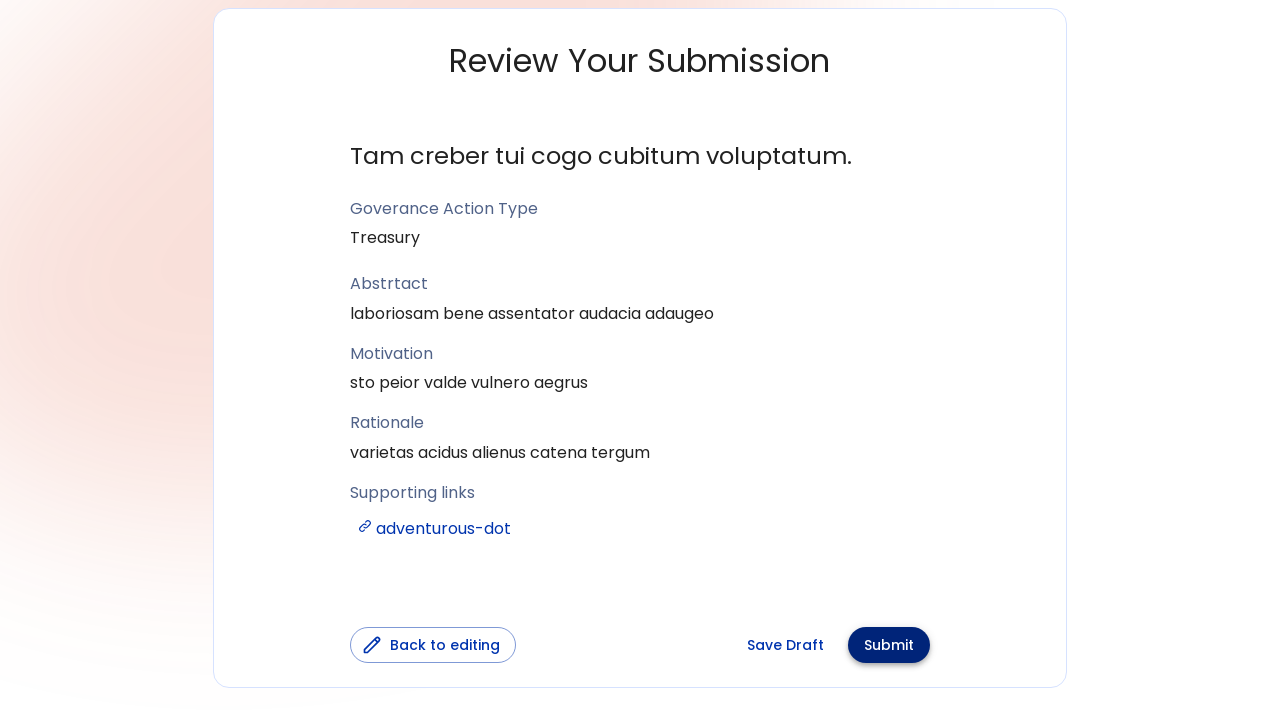 Review Your Submission
Tam creber tui cogo cubitum voluptatum.
Goverance Action Type
Treasury
Abstrtact
laboriosam bene assentator audacia adaugeo
Motivation
sto peior valde vulnero aegrus
Rationale
varietas acidus alienus catena tergum
Supporting links
adventurous-dot
Back to editing
Save Draft
Submit